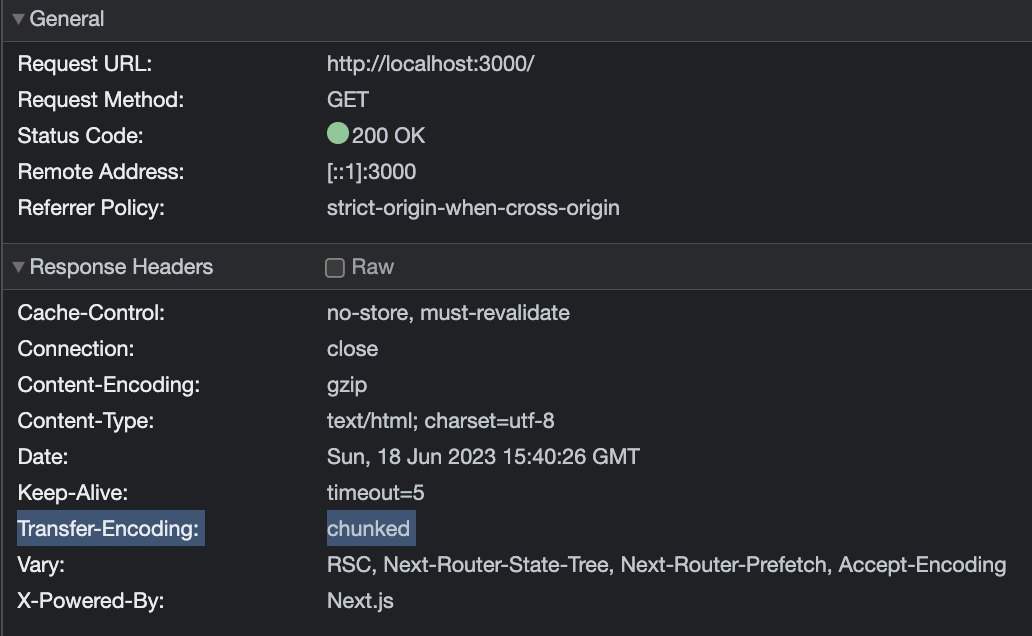 General
Request URL: http://localhost:3000/
Request Method: GET
Status Code: 200 OK
Remote Address: [::1]:3000
Referrer Policy: strict-origin-when-cross-origin
Response Headers Raw
Cache-Control: no-store, must-revalidate
Connection: close
Content-Encoding: gzip
Content-Type: text/html; charset=utf-8
Date: Sun, 18 Jun 2023 15:40:26 GMT
Keep-Alive: timeout=5
Transfer-Encoding: chunked
Vary: RSC, Next-Router-State-Tree, Next-Router-Prefetch, Accept-Encoding
X-Powered-By: Next.js